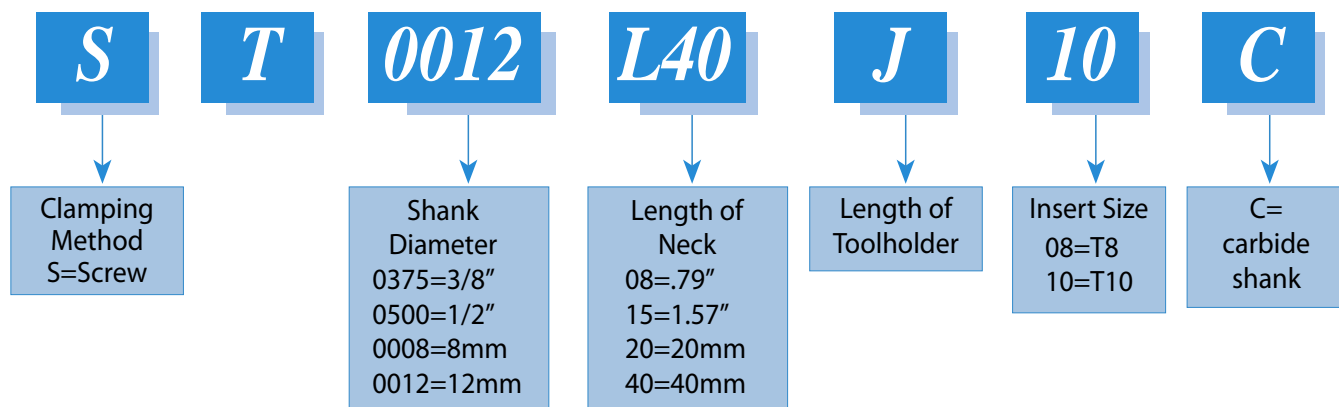 S T 0012 L40 J 10 C
Clamping
Method
S=Screw
Shank
Diameter
0375=3/8”
0500=1/2”
0008=8mm
0012=12mm
Length of
Neck
08=.79”
15=1.57”
20=20mm
40=40mm
Length of
Toolholder
Insert Size
08=T8
10=T10
C=
carbide
shank